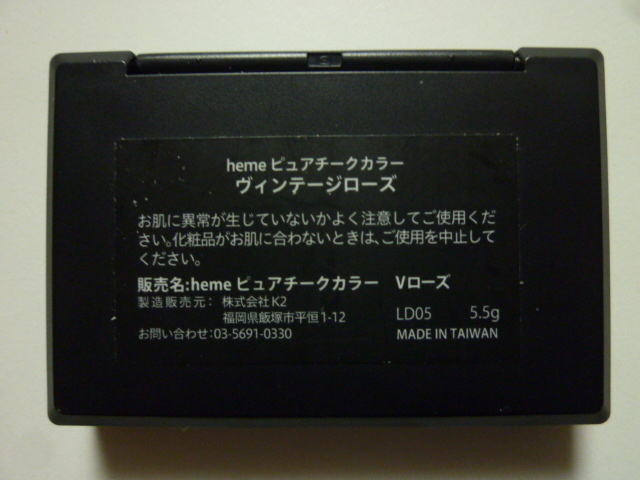 heme ピュアチークカラー
ヴィンテージローズ
お肌に異常が生じていないかよく注意してご使用くだ
さい。化粧品がお肌に合わないときは、ご使用を中止して
ください。
販売名:heme ピュアチークカラー Vローズ
製造販売元: 株式会社K2 LD05 5.5g
福岡県飯塚市平恒1-12
お問い合わせ:03-5691-0330 MADE IN TAIWAN